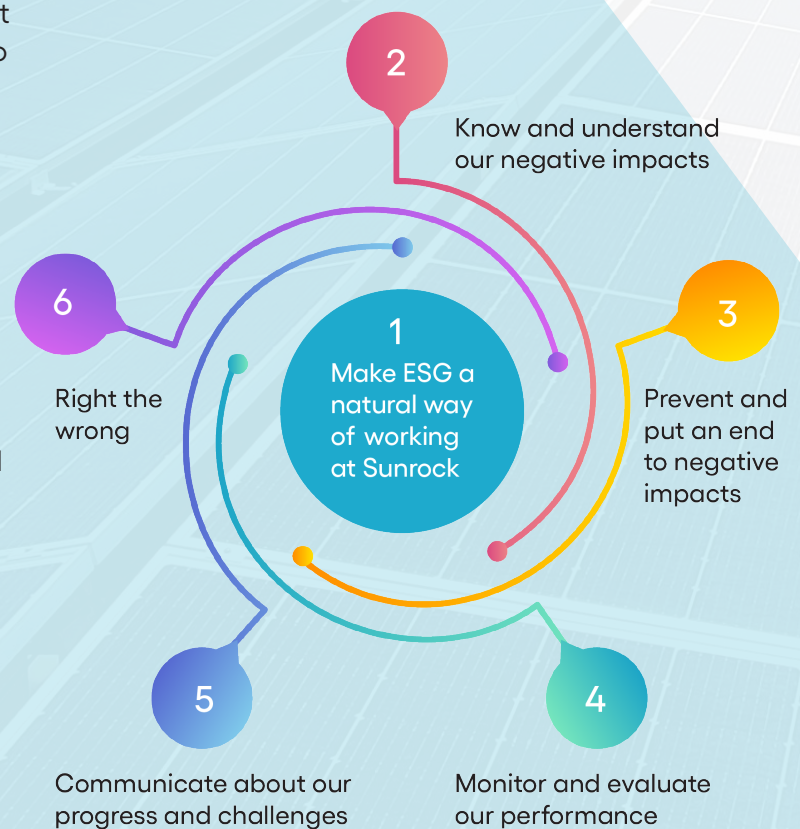 2
Know and understand
our negative impacts
6
3
1
Make ESG a
natural way
of working
at Sunrock
Right the
wrong
Prevent and
put an end
to negative
impacts
5
4
Communicate about our
progress and challenges
Monitor and evaluate
our performance